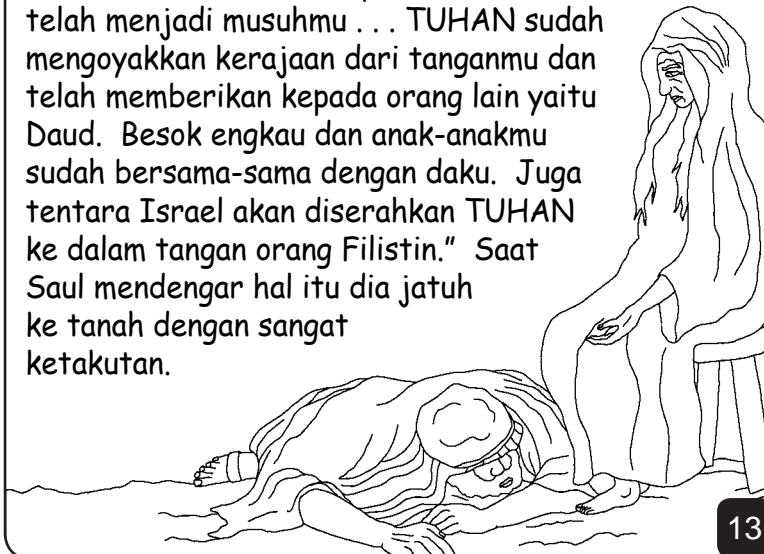 telah menjadi musuhmu . . . TUHAN sudah
mengoyakkan kerajaan dari tanganmu dan
telah memberikan kepada orang lain yaitu
Daud.  Besok engkau dan anak-anakmu
sudah bersama-sama dengan daku.  Juga
tentara Israel akan diserahkan TUHAN
ke dalam tangan orang Filistin."  Saat
Saul mendengar hal itu dia jatuh
ke tanah dengan sangat
ketakutan.
13